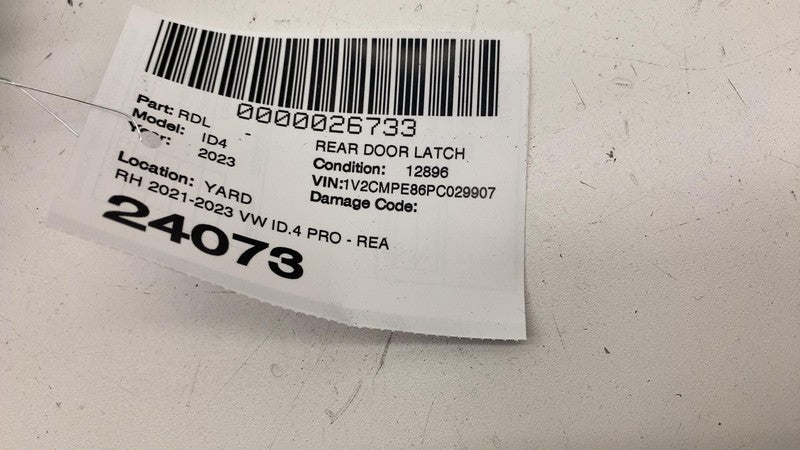 0000026733
Part: RDL
REAR DOOR LATCH
Model: ID4
Condition: 12896
Year: 2023
VIN:1V2CMPE86PC029907
Location: YARD
Damage Code:
RH 2021-2023 VW ID.4 PRO - REA
24073